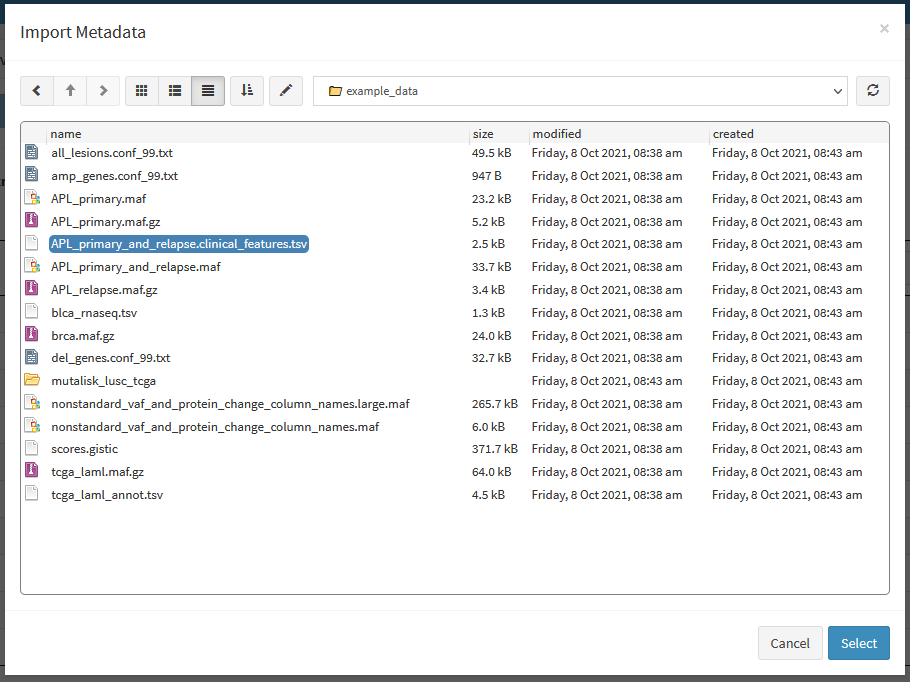 Import Metadata ×
example_data
name size modified created
all_lesions.conf_99.txt 49.5 kB Friday, 8 Oct 2021, 08:38 am Friday, 8 Oct 2021, 08:43 am
amp_genes.conf_99.txt 947 B Friday, 8 Oct 2021, 08:38 am Friday, 8 Oct 2021, 08:43 am
APL_primary.maf 23.2 kB Friday, 8 Oct 2021, 08:38 am Friday, 8 Oct 2021, 08:43 am
APL_primary.maf.gz 5.2 kB Friday, 8 Oct 2021, 08:38 am Friday, 8 Oct 2021, 08:43 am
APL_primary_and_relapse.clinical_features.tsv 2.5 kB Friday, 8 Oct 2021, 08:38 am Friday, 8 Oct 2021, 08:43 am
APL_primary_and_relapse.maf 33.7 kB Friday, 8 Oct 2021, 08:38 am Friday, 8 Oct 2021, 08:43 am
APL_relapse.maf.gz 3.4 kB Friday, 8 Oct 2021, 08:38 am Friday, 8 Oct 2021, 08:43 am
blca_rnaseq.tsv 1.3 kB Friday, 8 Oct 2021, 08:38 am Friday, 8 Oct 2021, 08:43 am
brca.maf.gz 24.0 kB Friday, 8 Oct 2021, 08:38 am Friday, 8 Oct 2021, 08:43 am
del_genes.conf_99.txt 32.7 kB Friday, 8 Oct 2021, 08:38 am Friday, 8 Oct 2021, 08:43 am
mutalisk_lusc_tcga Friday, 8 Oct 2021, 08:43 am Friday, 8 Oct 2021, 08:43 am
nonstandard_vaf_and_protein_change_column_names.large.maf 265.7 kB Friday, 8 Oct 2021, 08:38 am Friday, 8 Oct 2021, 08:43 am
nonstandard_vaf_and_protein_change_column_names.maf 6.0 kB Friday, 8 Oct 2021, 08:38 am Friday, 8 Oct 2021, 08:43 am
scores.gistic 371.7 kB Friday, 8 Oct 2021, 08:38 am Friday, 8 Oct 2021, 08:43 am
tcga_laml.maf.gz 64.0 kB Friday, 8 Oct 2021, 08:38 am Friday, 8 Oct 2021, 08:43 am
tcga_laml_annot.tsv 4.5 kB Friday, 8 Oct 2021, 08:38 am Friday, 8 Oct 2021, 08:43 am
Cancel Select